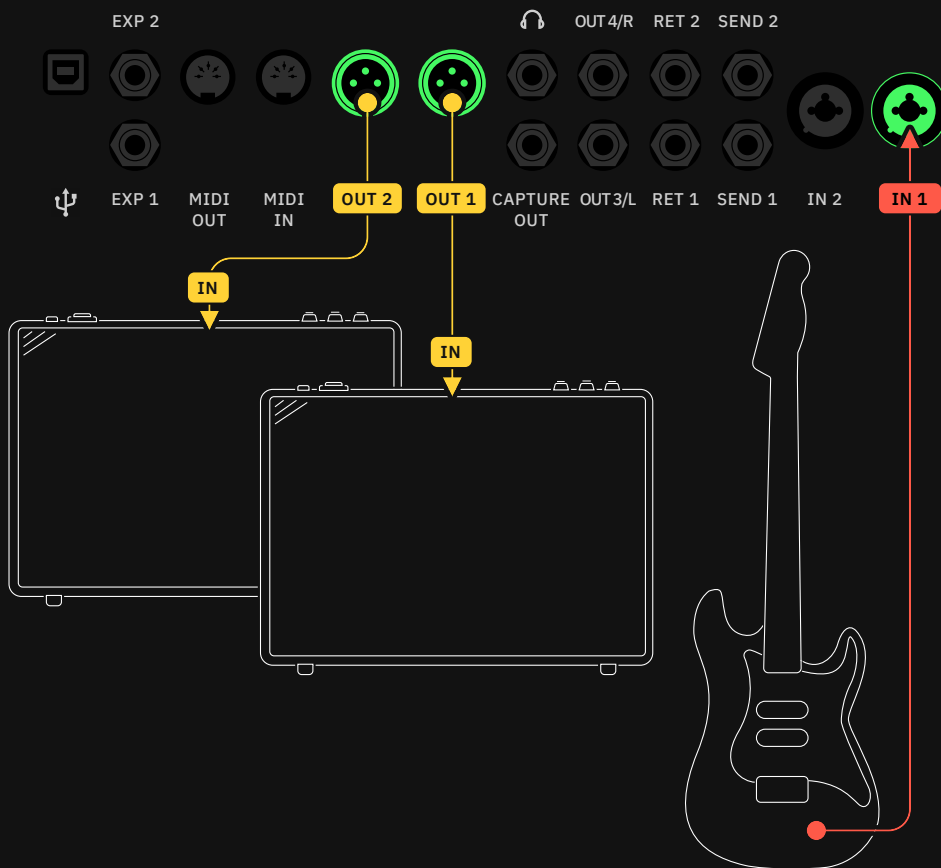 EXP 2
OUT4/R
RET 2
SEND 2
EXP 1
MIDI
OUT
MIDI
IN
OUT 2
OUT 1
CAPTURE
OUT
OUT3/L
RET 1
SEND 1
IN 2
IN 1
IN
IN